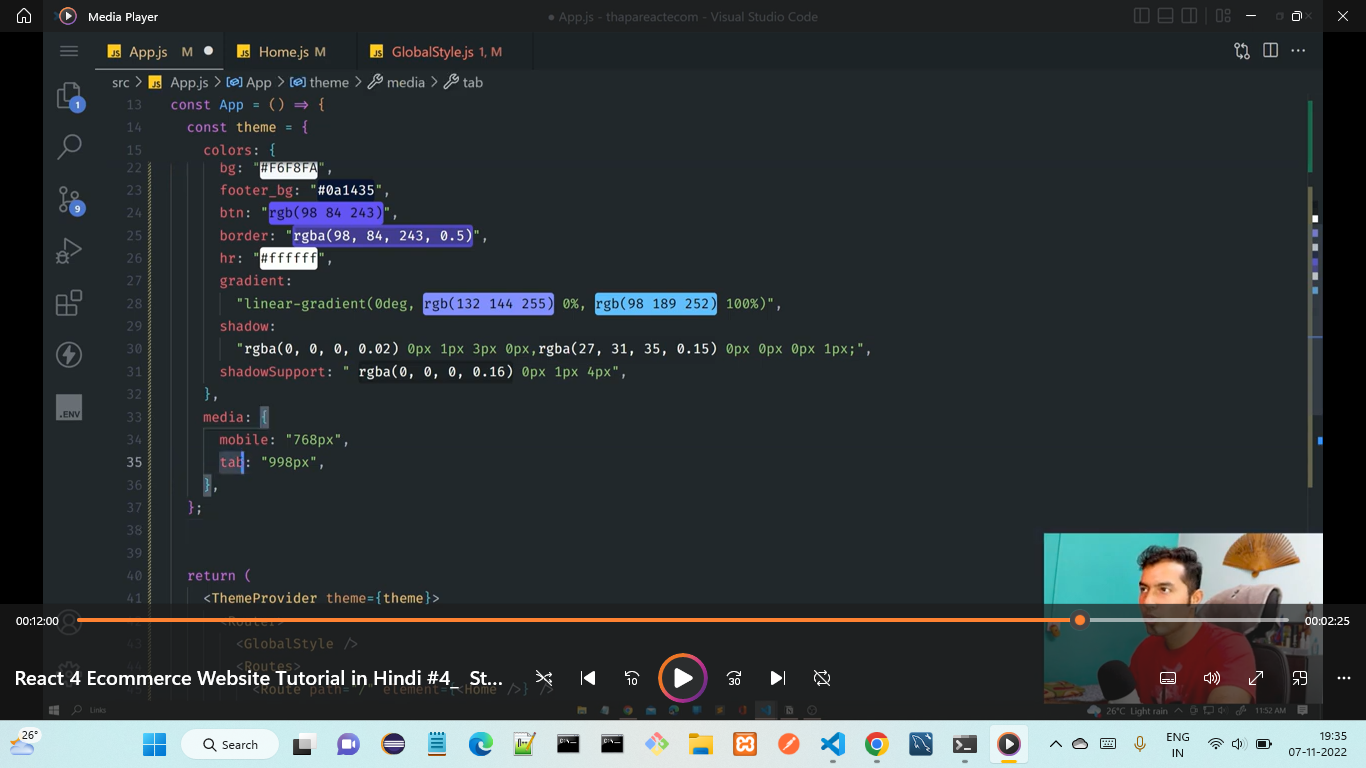 Media Player
● App.js - thapareactecom - Visual Studio Code
JS App.js M ●
JS Home.js M
JS GlobalStyle.js 1, M
src > JS App.js > App > theme > media > tab
13 const App = () ⇒ {
14 const theme = {
15 colors: {
22 bg: "#F6F8FA",
23 footer_bg: "#0a1435",
24 btn: "rgb(98 84 243)",
25 border: "rgba(98, 84, 243, 0.5)",
26 hr: "#ffffff",
27 gradient:
28 "linear-gradient(0deg, rgb(132 144 255) 0%, rgb(98 189 252) 100%)",
29 shadow:
30 "rgba(0, 0, 0, 0.02) 0px 1px 3px 0px,rgba(27, 31, 35, 0.15) 0px 0px 0px 1px;",
31 shadowSupport: " rgba(0, 0, 0, 0.16) 0px 1px 4px",
32 },
33 media: {
34 mobile: "768px",
35 tab: "998px",
36 },
37 };
38
39
40 return (
41 <ThemeProvider theme={theme}>
<Router>
<GlobalStyle />
<Routes>
<Route path="/" element={<Home />} />
1
9
.ENV
00:12:00
00:02:25
React 4 Ecommerce Website Tutorial in Hindi #4_ St...
10
30
Links
26°C Light rain
11:52 AM
26°
Search
ENG
IN
19:35
07-11-2022